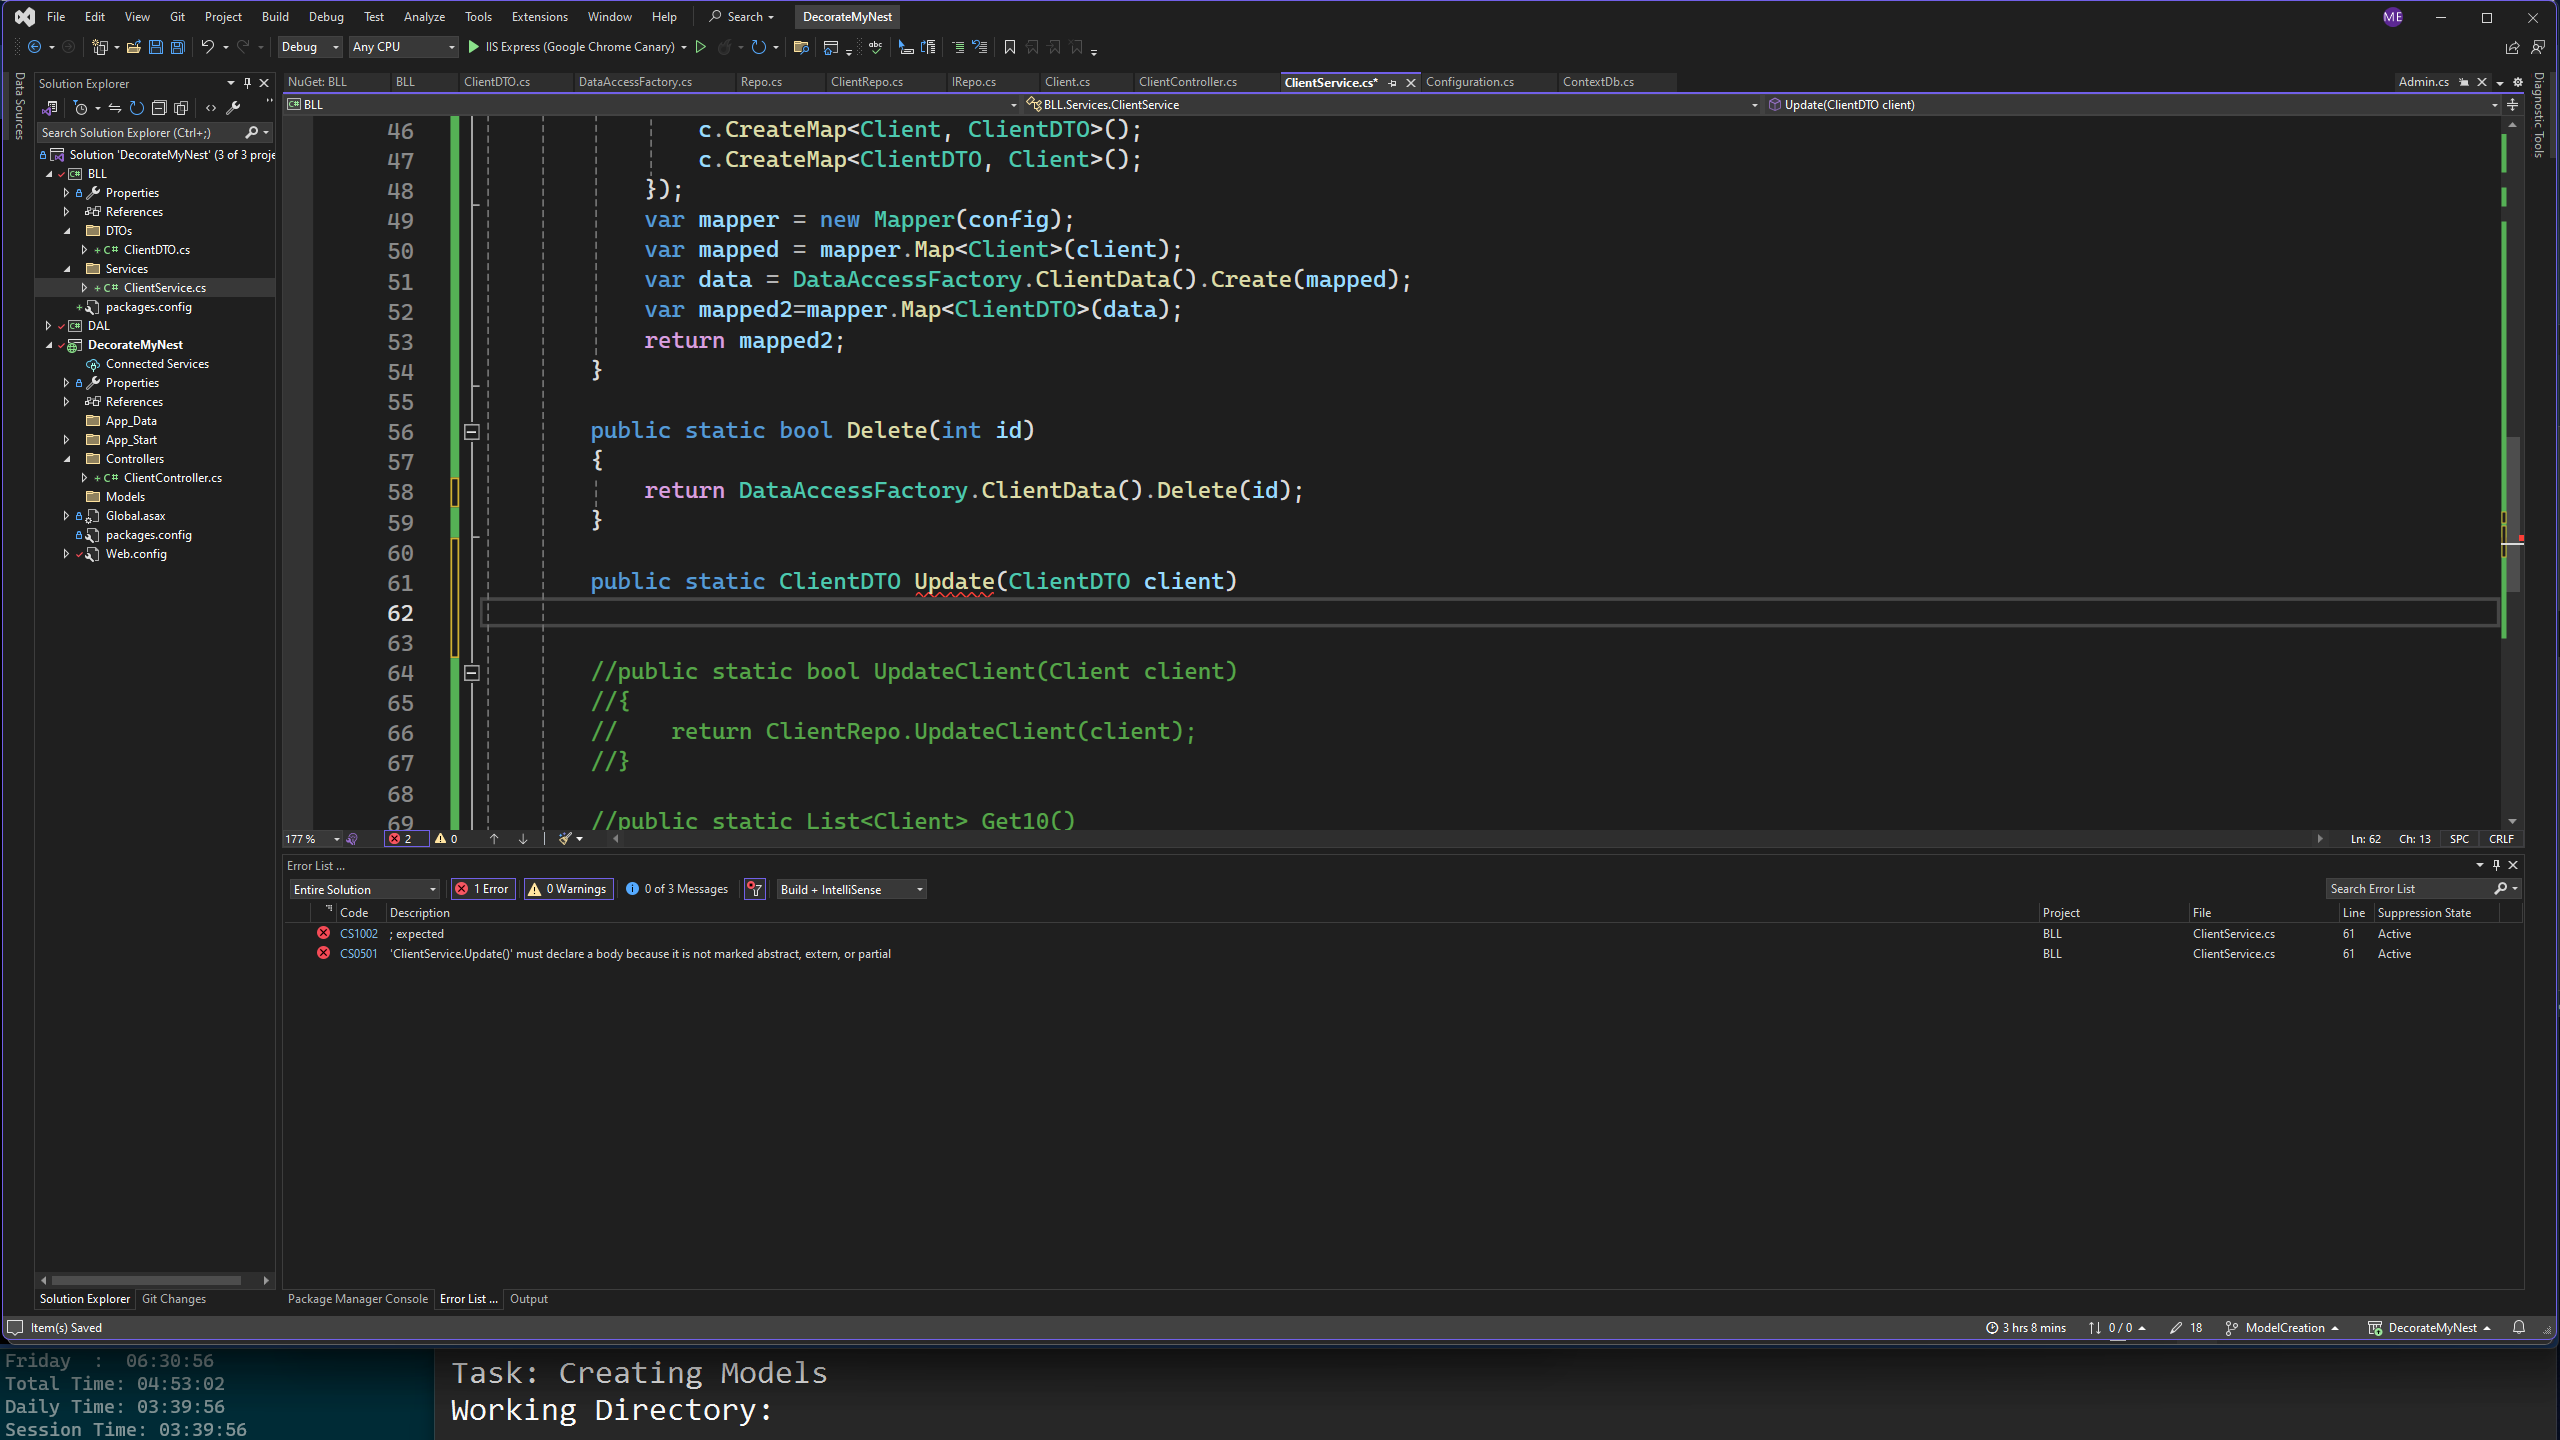 File Edit View Git Project Build Debug Test Analyze Tools Extensions Window Help Search DecorateMyNest ME
Debug Any CPU IIS Express (Google Chrome Canary)
Data Sources
Solution Explorer
Search Solution Explorer (Ctrl+;)
Solution 'DecorateMyNest' (3 of 3 proje
BLL
Properties
References
DTOs
C# ClientDTO.cs
Services
C# ClientService.cs
packages.config
DAL
DecorateMyNest
Connected Services
Properties
References
App_Data
App_Start
Controllers
C# ClientController.cs
Models
Global.asax
packages.config
Web.config
Solution Explorer Git Changes
NuGet: BLL BLL ClientDTO.cs DataAccessFactory.cs Repo.cs ClientRepo.cs IRepo.cs Client.cs ClientController.cs ClientService.cs* Configuration.cs ContextDb.cs Admin.cs
BLL BLL.Services.ClientService Update(ClientDTO client)
46 c.CreateMap<Client, ClientDTO>();
47 c.CreateMap<ClientDTO, Client>();
48 });
49 var mapper = new Mapper(config);
50 var mapped = mapper.Map<Client>(client);
51 var data = DataAccessFactory.ClientData().Create(mapped);
52 var mapped2=mapper.Map<ClientDTO>(data);
53 return mapped2;
54 }
55
56 public static bool Delete(int id)
57 {
58 return DataAccessFactory.ClientData().Delete(id);
59 }
60
61 public static ClientDTO Update(ClientDTO client)
62
63
64 //public static bool UpdateClient(Client client)
65 //{
66 // return ClientRepo.UpdateClient(client);
67 //}
68
69 //public static List<Client> Get10()
177 % 2 0 Ln: 62 Ch: 13 SPC CRLF
Diagnostic Tools
Error List ...
Entire Solution 1 Error 0 Warnings 0 of 3 Messages Build + IntelliSense Search Error List
Code Description Project File Line Suppression State
CS1002 ; expected BLL ClientService.cs 61 Active
CS0501 'ClientService.Update()' must declare a body because it is not marked abstract, extern, or partial BLL ClientService.cs 61 Active
Package Manager Console Error List ... Output
Item(s) Saved 3 hrs 8 mins 0 / 0 18 ModelCreation DecorateMyNest
Friday : 06:30:56
Total Time: 04:53:02
Daily Time: 03:39:56
Session Time: 03:39:56
Task: Creating Models
Working Directory: